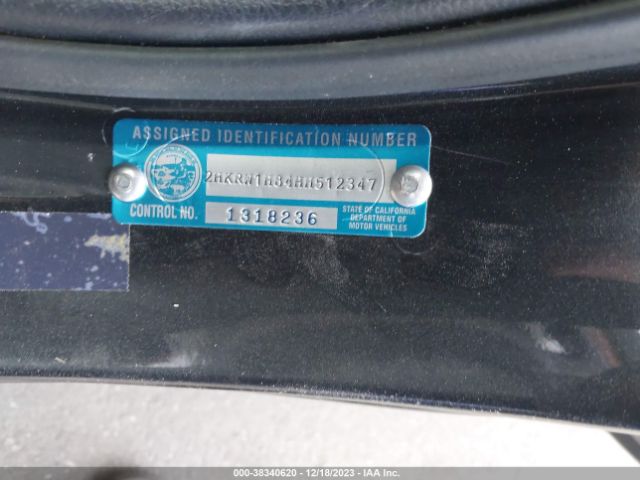 ASSIGNED IDENTIFICATION NUMBER
2HKRW1H84HH512347
CONTROL NO. 1318236
STATE OF CALIFORNIA
DEPARTMENT OF
MOTOR VEHICLES
000-38340620 - 12/18/2023 - IAA Inc.